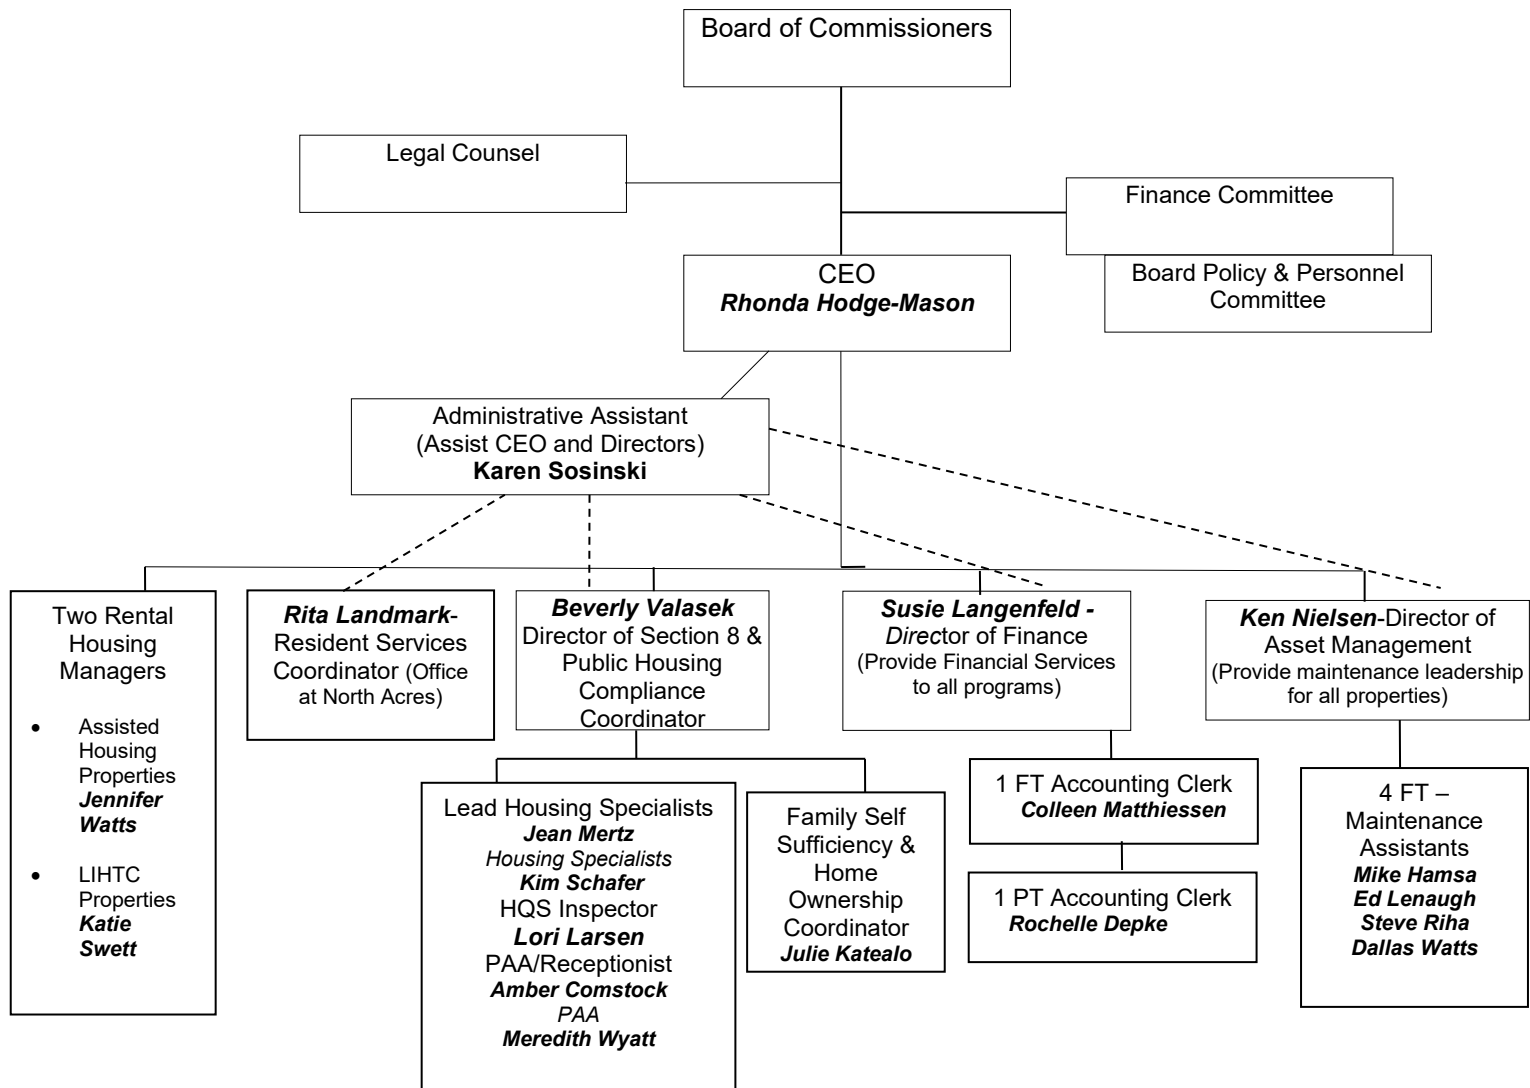 Board of Commissioners
Legal Counsel
Finance Committee
Board Policy & Personnel
Committee
CEO
Rhonda Hodge-Mason
Administrative Assistant
(Assist CEO and Directors)
Karen Sosinski
Two Rental
Housing
Managers
• Assisted
Housing
Properties
Jennifer
Watts
• LIHTC
Properties
Katie
Swett
Rita Landmark-
Resident Services
Coordinator (Office
at North Acres)
Beverly Valasek
Director of Section 8 &
Public Housing
Compliance
Coordinator
Susie Langenfeld -
Director of Finance
(Provide Financial Services
to all programs)
Ken Nielsen-Director of
Asset Management
(Provide maintenance leadership
for all properties)
Lead Housing Specialists
Jean Mertz
Housing Specialists
Kim Schafer
HQS Inspector
Lori Larsen
PAA/Receptionist
Amber Comstock
PAA
Meredith Wyatt
Family Self
Sufficiency &
Home
Ownership
Coordinator
Julie Katealo
1 FT Accounting Clerk
Colleen Matthiessen
1 PT Accounting Clerk
Rochelle Depke
4 FT –
Maintenance
Assistants
Mike Hamsa
Ed Lenaugh
Steve Riha
Dallas Watts